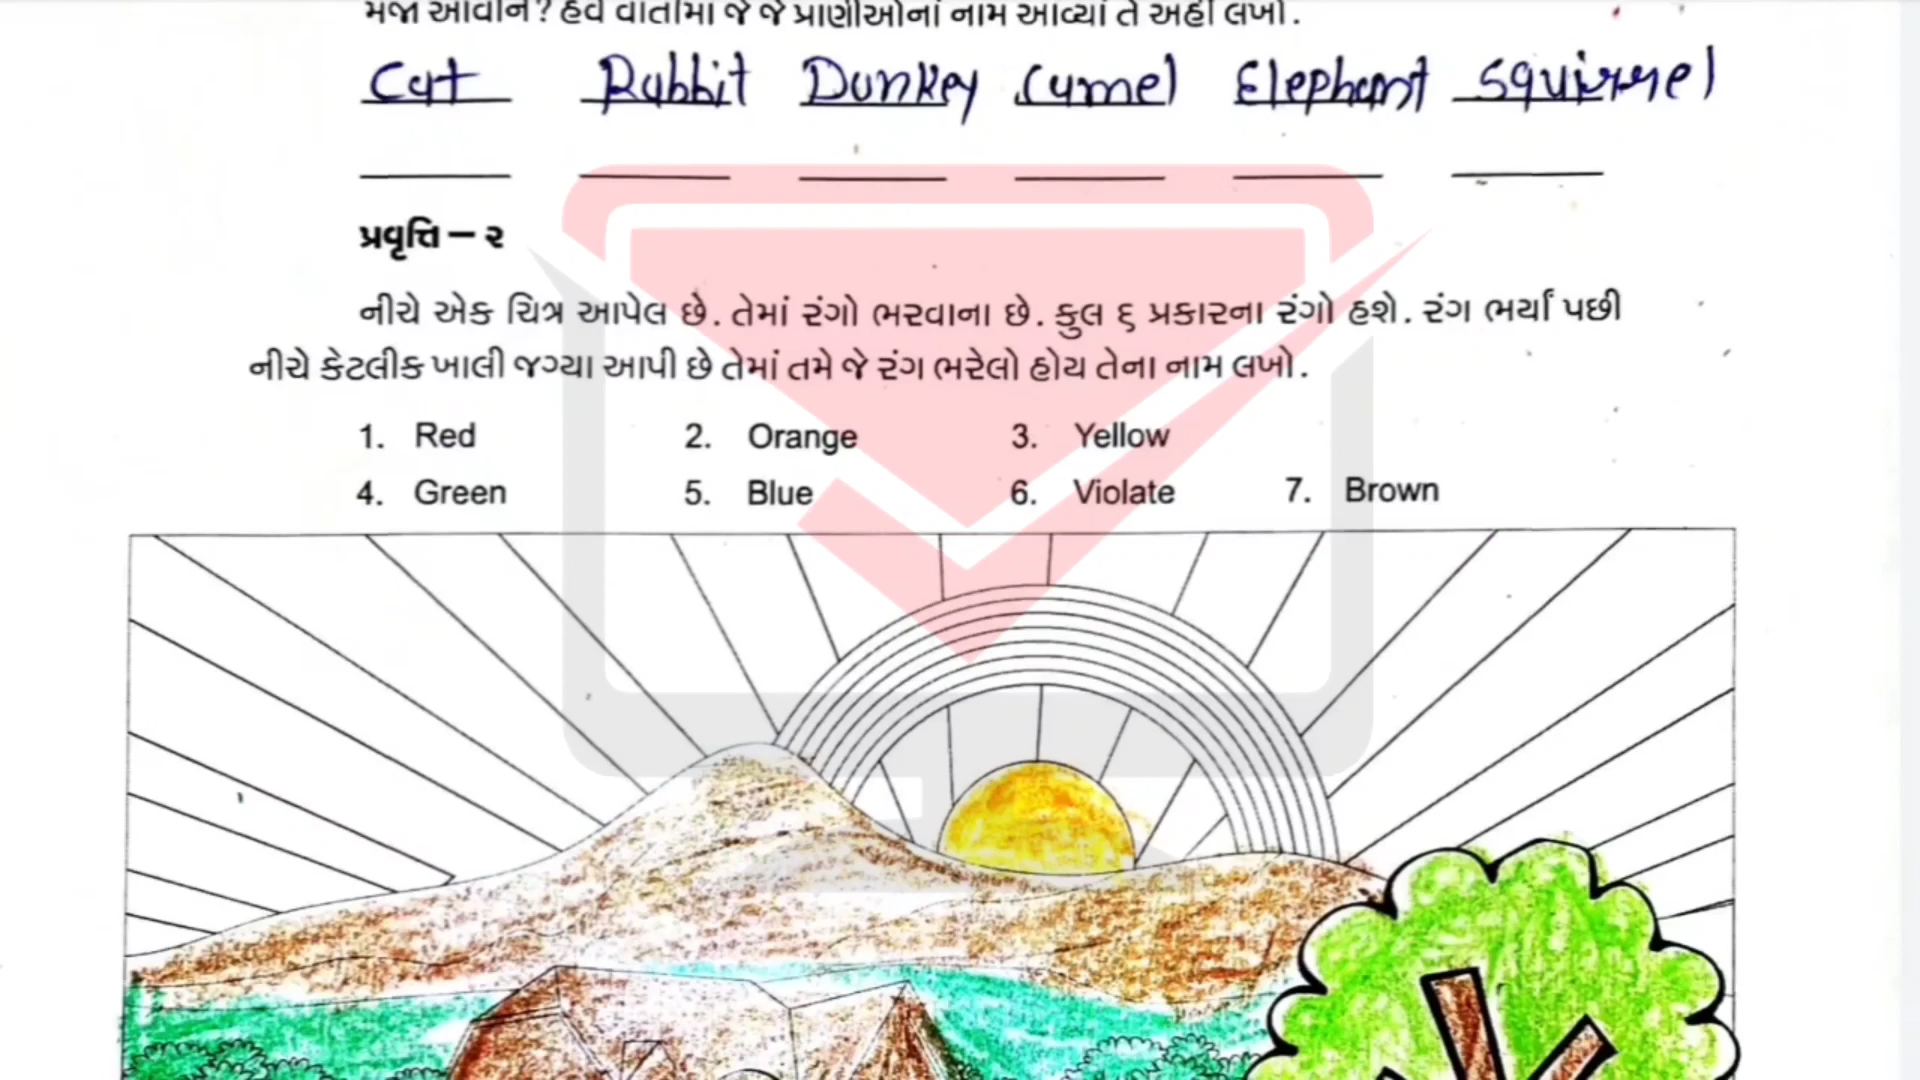 મજા આવીને? હવે વાર્તામાં જે જે પ્રાણીઓનાં નામ આવ્યાં તે અહીં લખો.
Cat Rabbit Dunkey Camel Elephant Squirrel
પ્રવૃત્તિ – ૨
નીચે એક ચિત્ર આપેલ છે. તેમાં રંગો ભરવાના છે. કુલ ૬ પ્રકારના રંગો હશે. રંગ ભર્યાં પછી
નીચે કેટલીક ખાલી જગ્યા આપી છે તેમાં તમે જે રંગ ભરેલો હોય તેના નામ લખો.
1. Red 2. Orange 3. Yellow
4. Green 5. Blue 6. Violate 7. Brown